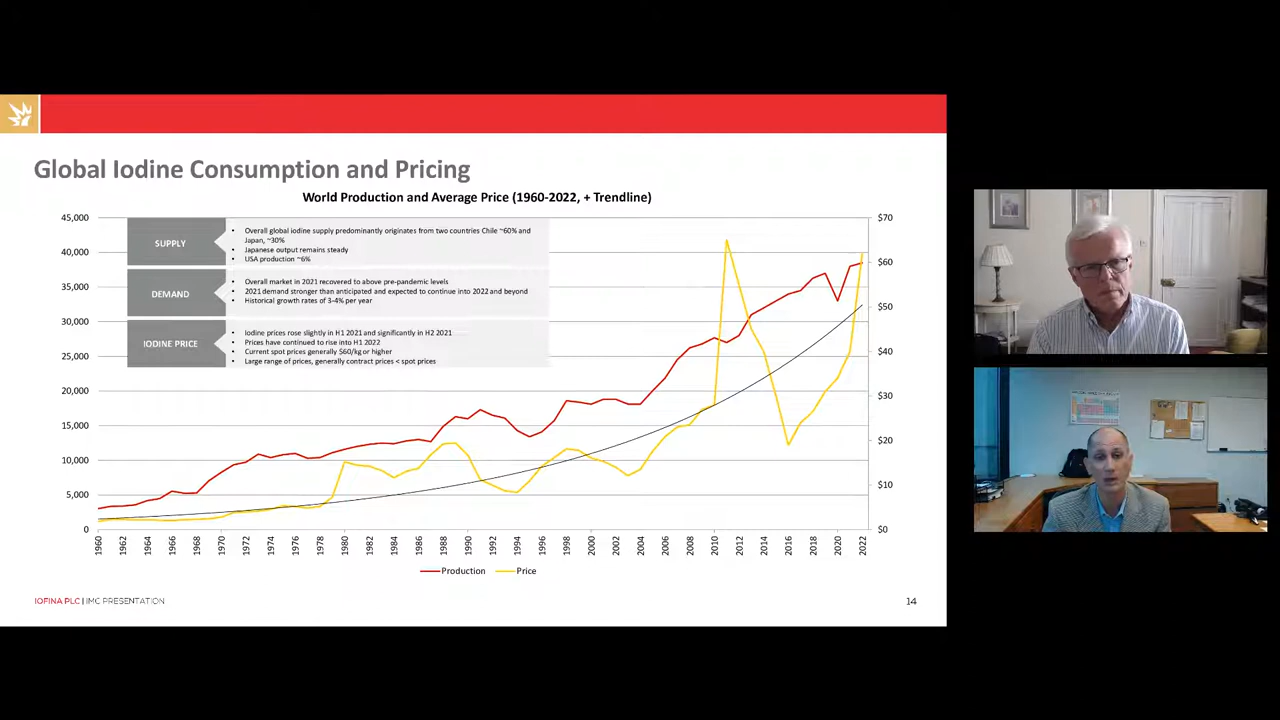 Global Iodine Consumption and Pricing
World Production and Average Price (1960-2022, + Trendline)
SUPPLY
• Overall global iodine supply predominantly originates from two countries Chile ~60% and
Japan, ~30%
• Japanese output remains steady
• USA production ~6%
DEMAND
• Overall market in 2021 recovered to above pre-pandemic levels
• 2021 demand stronger than anticipated and expected to continue into 2022 and beyond
• Historical growth rates of 3-4% per year
IODINE PRICE
• Iodine prices rose slightly in H1 2021 and significantly in H2 2021
• Prices have continued to rise into H1 2022
• Current spot prices generally $60/kg or higher
• Large range of prices, generally contract prices < spot prices
45,000
40,000
35,000
30,000
25,000
20,000
15,000
10,000
5,000
0
$70
$60
$50
$40
$30
$20
$10
$0
1960
1962
1964
1966
1968
1970
1972
1974
1976
1978
1980
1982
1984
1986
1988
1990
1992
1994
1996
1998
2000
2002
2004
2006
2008
2010
2012
2014
2016
2018
2020
2022
Production Price
IOFINA PLC | IMC PRESENTATION
14